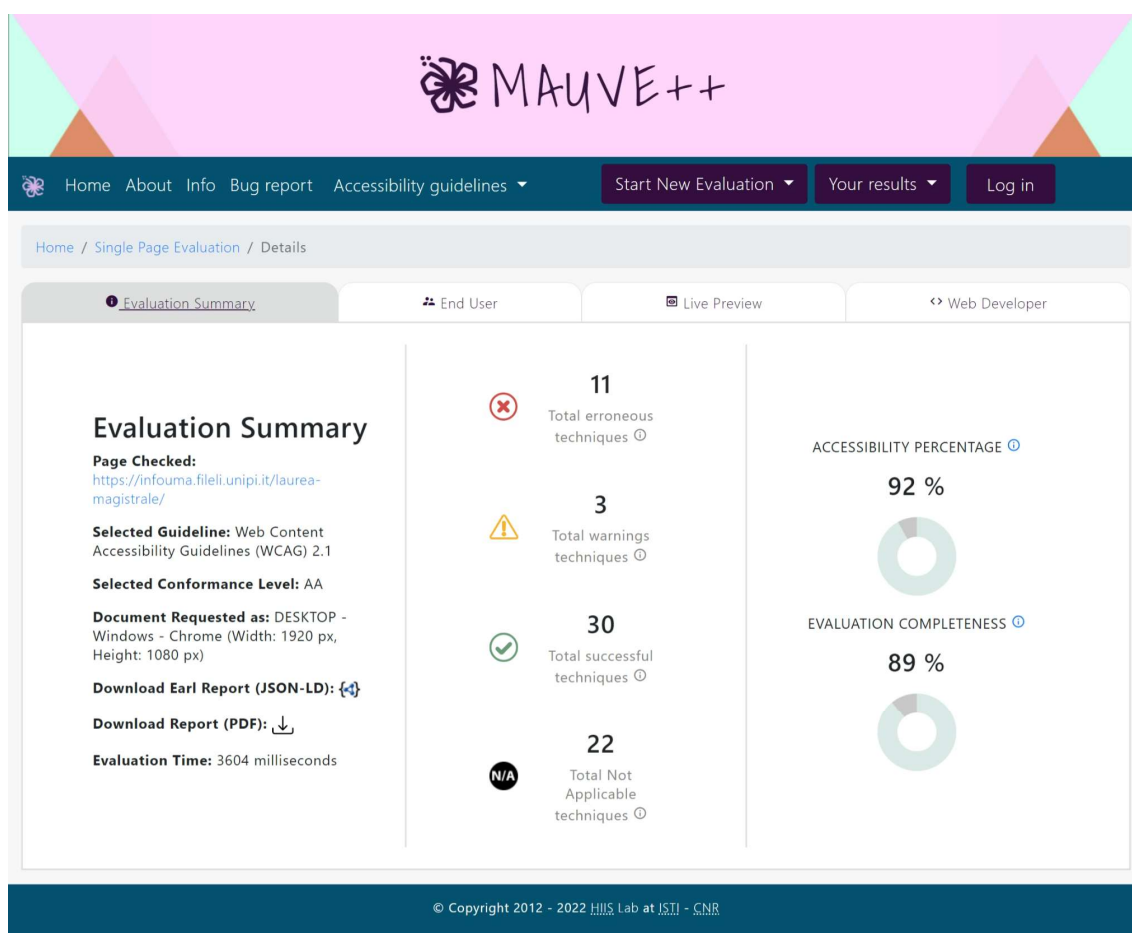 MAUVE++
Home About Info Bug report Accessibility guidelines Start New Evaluation Your results Log in
Home / Single Page Evaluation / Details
Evaluation Summary End User Live Preview <> Web Developer
Evaluation Summary
Page Checked:
https://infouma.fileli.unipi.it/laurea-
magistrale/
Selected Guideline: Web Content
Accessibility Guidelines (WCAG) 2.1
Selected Conformance Level: AA
Document Requested as: DESKTOP -
Windows - Chrome (Width: 1920 px,
Height: 1080 px)
Download Earl Report (JSON-LD):
Download Report (PDF):
Evaluation Time: 3604 milliseconds
11
Total erroneous
techniques
3
Total warnings
techniques
30
Total successful
techniques
N/A
22
Total Not
Applicable
techniques
ACCESSIBILITY PERCENTAGE
92 %
EVALUATION COMPLETENESS
89 %
© Copyright 2012 - 2022 HIIS Lab at ISTI - CNR